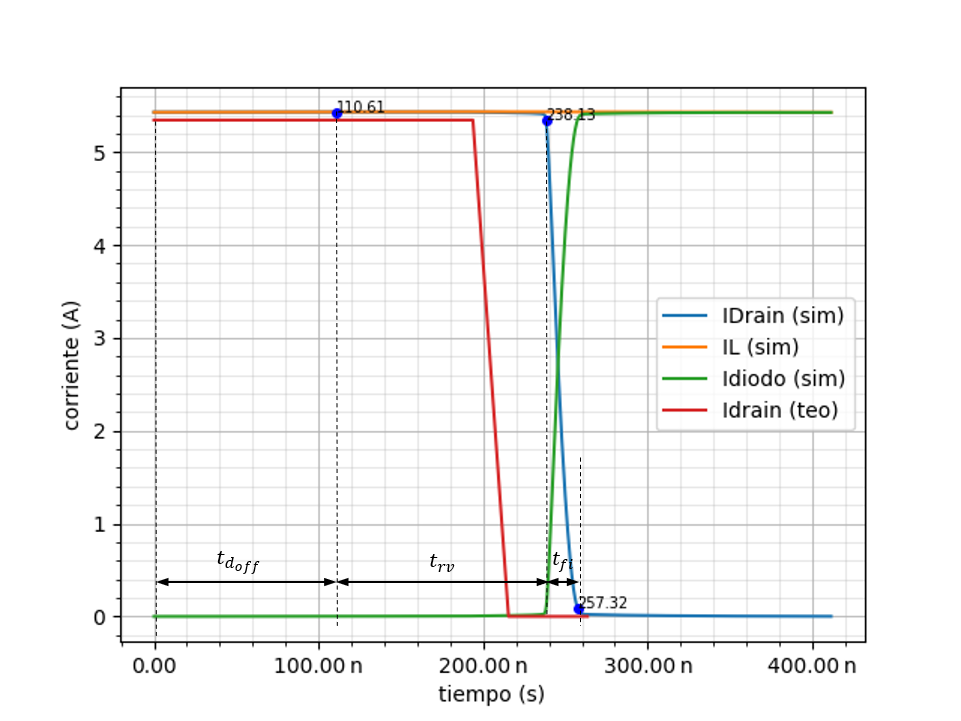 110.61
238.13
5
4
3
2
1
0
corriente (A)
IDrain (sim)
IL (sim)
Idiodo (sim)
Idrain (teo)
t_{d_{off}}
t_{rv}
t_{fi}
257.32
0.00
100.00 n
200.00 n
300.00 n
400.00 n
tiempo (s)